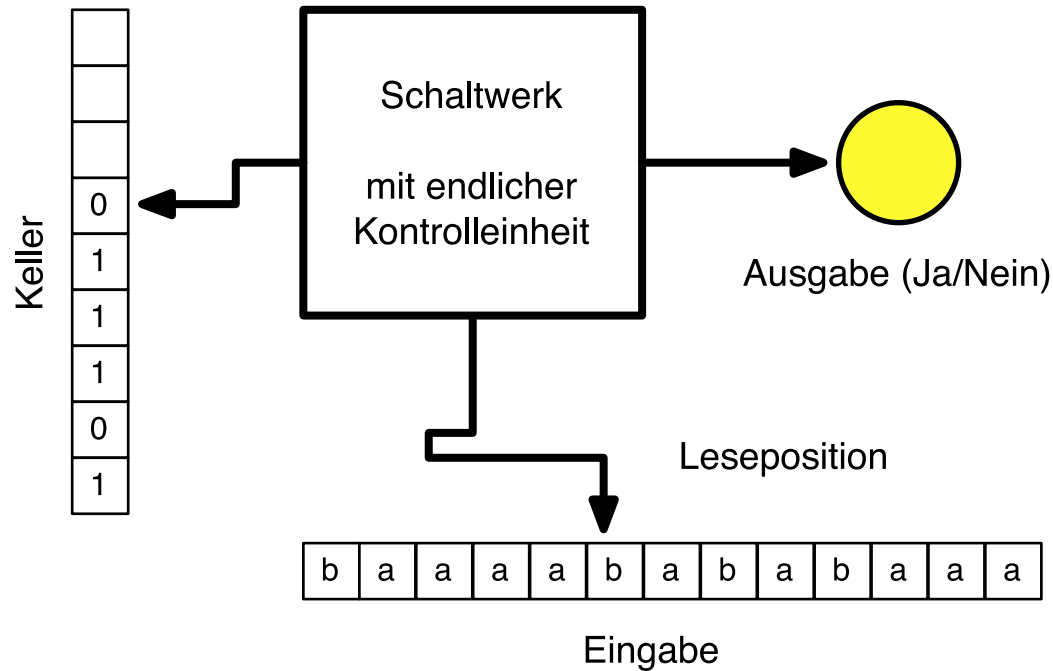 Schaltwerk
mit endlicher
Kontrolleinheit
Keller
0
1
1
1
0
1
Ausgabe (Ja/Nein)
Leseposition
b a a a a b a b a b a a a
Eingabe